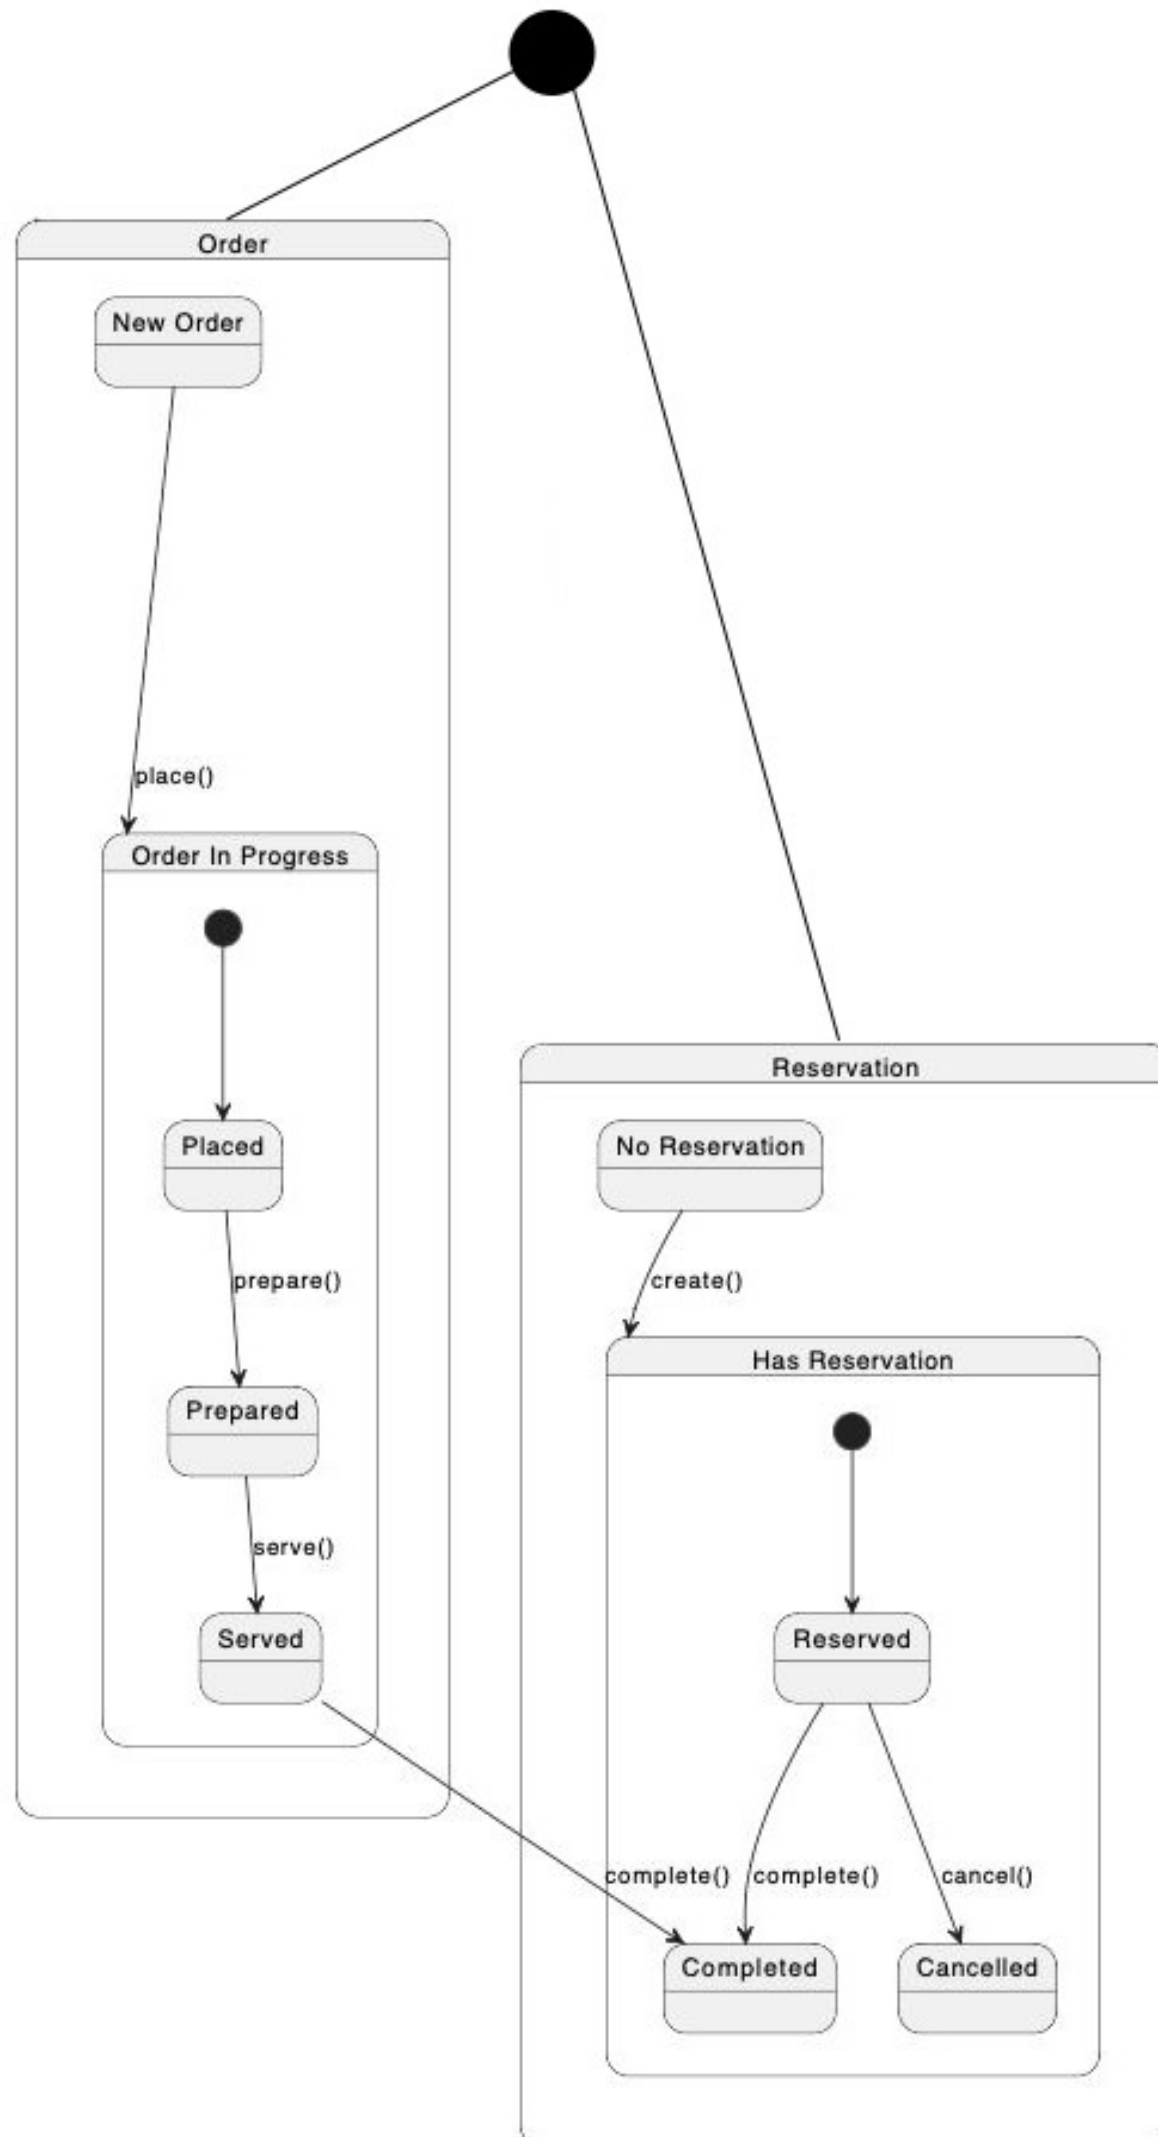 Order
New Order
place()
Order In Progress
Placed
prepare()
Prepared
serve()
Served
Reservation
No Reservation
create()
Has Reservation
Reserved
complete()
complete()
cancel()
Completed
Cancelled